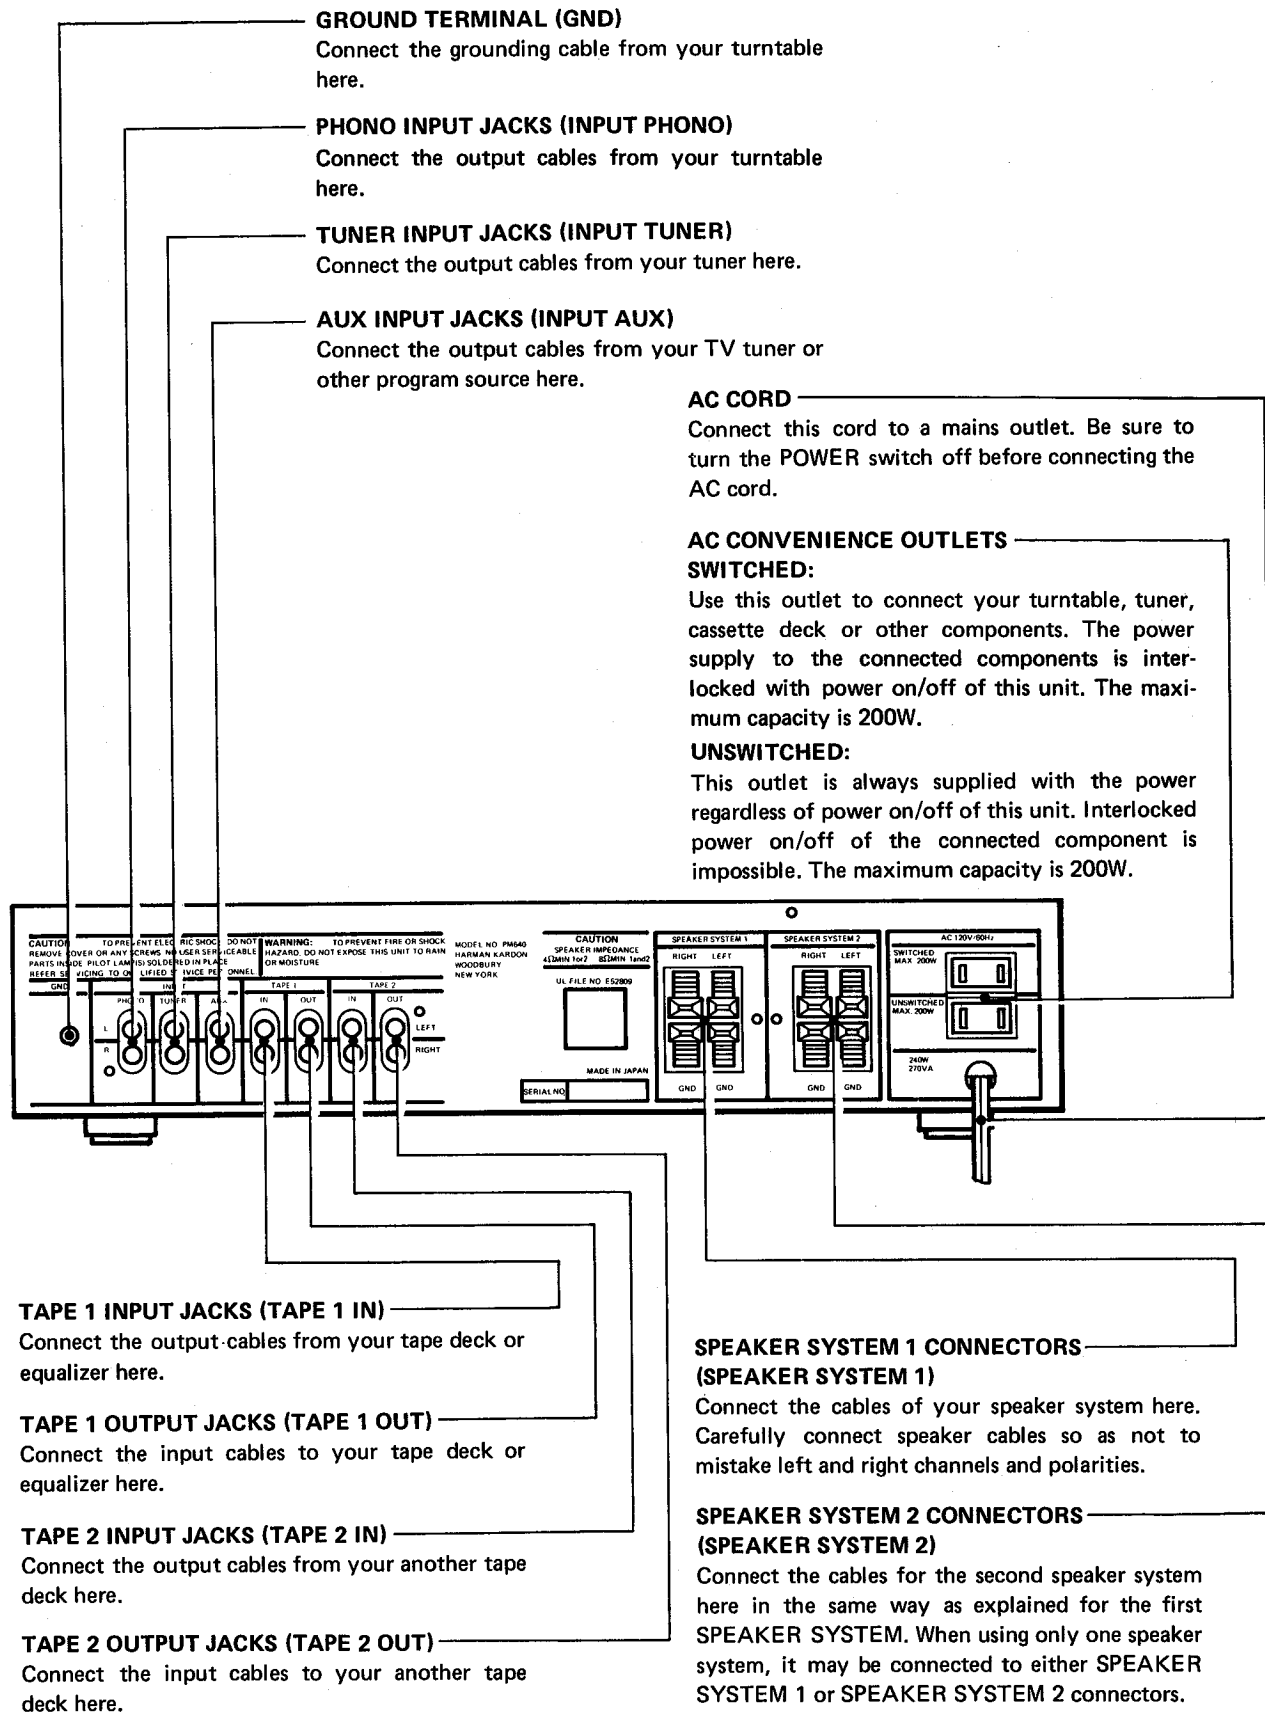 GROUND TERMINAL (GND)
Connect the grounding cable from your turntable
here.
PHONO INPUT JACKS (INPUT PHONO)
Connect the output cables from your turntable
here.
TUNER INPUT JACKS (INPUT TUNER)
Connect the output cables from your tuner here.
AUX INPUT JACKS (INPUT AUX)
Connect the output cables from your TV tuner or
other program source here.
AC CORD
Connect this cord to a mains outlet. Be sure to
turn the POWER switch off before connecting the
AC cord.
AC CONVENIENCE OUTLETS
SWITCHED:
Use this outlet to connect your turntable, tuner,
cassette deck or other components. The power
supply to the connected components is inter-
locked with power on/off of this unit. The maxi-
mum capacity is 200W.
UNSWITCHED:
This outlet is always supplied with the power
regardless of power on/off of this unit. Interlocked
power on/off of the connected component is
impossible. The maximum capacity is 200W.
CAUTION
REMOVE
PARTS
REFER
WARNING: TO PREVENT FIRE OR SHOCK
HAZARD. DO NOT EXPOSE THIS UNIT TO RAIN
OR MOISTURE
MODEL NO PM640
HARMAN KARDON
WOODBURY
NEW YORK
CAUTION
SPEAKER IMPEDANCE
4ΩMIN 1or2 8ΩMIN 1and2
UL FILE NO E52809
MADE IN JAPAN
SERIAL NO
GND
TAPE 1
TAPE 2
IN OUT IN OUT
L
R
LEFT
RIGHT
SPEAKER SYSTEM 1
RIGHT LEFT
GND GND
SPEAKER SYSTEM 2
RIGHT LEFT
GND GND
AC 120V·60Hz
SWITCHED
MAX 200W
UNSWITCHED
MAX. 200W
240W
270VA
TAPE 1 INPUT JACKS (TAPE 1 IN)
Connect the output cables from your tape deck or
equalizer here.
TAPE 1 OUTPUT JACKS (TAPE 1 OUT)
Connect the input cables to your tape deck or
equalizer here.
TAPE 2 INPUT JACKS (TAPE 2 IN)
Connect the output cables from your another tape
deck here.
TAPE 2 OUTPUT JACKS (TAPE 2 OUT)
Connect the input cables to your another tape
deck here.
SPEAKER SYSTEM 1 CONNECTORS
(SPEAKER SYSTEM 1)
Connect the cables of your speaker system here.
Carefully connect speaker cables so as not to
mistake left and right channels and polarities.
SPEAKER SYSTEM 2 CONNECTORS
(SPEAKER SYSTEM 2)
Connect the cables for the second speaker system
here in the same way as explained for the first
SPEAKER SYSTEM. When using only one speaker
system, it may be connected to either SPEAKER
SYSTEM 1 or SPEAKER SYSTEM 2 connectors.